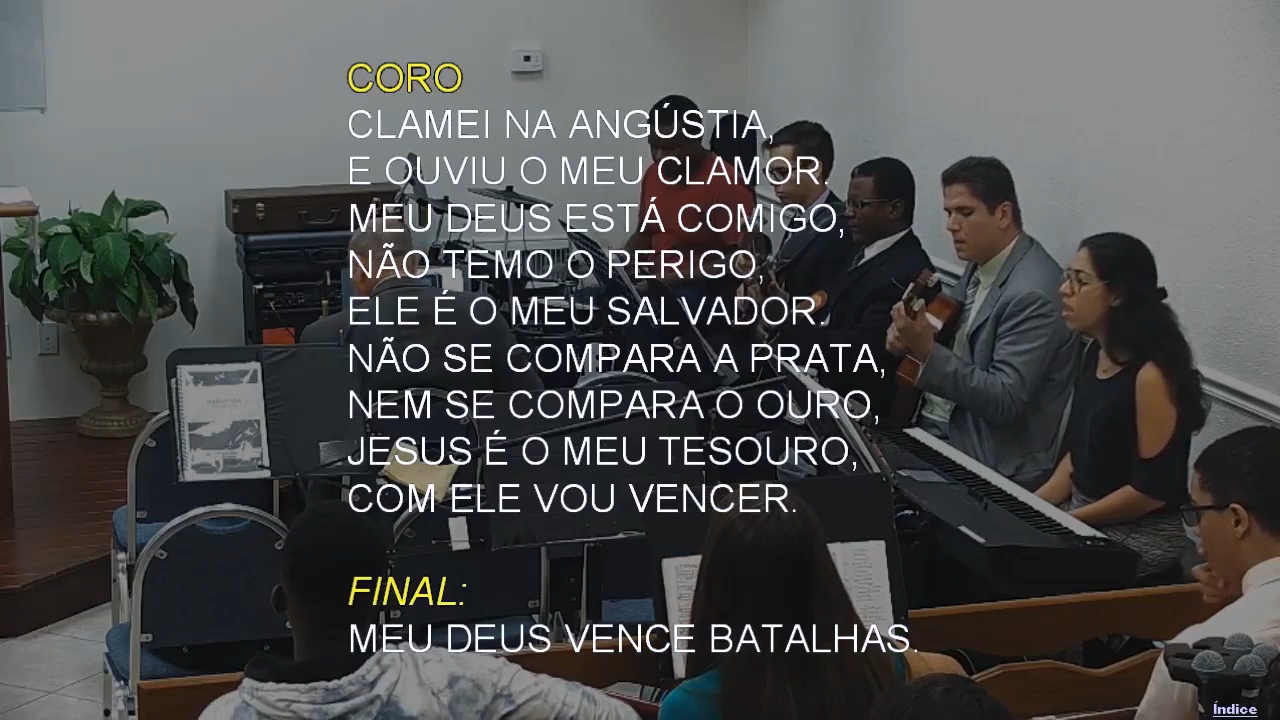 CORO
CLAMEI NA ANGÚSTIA,
E OUVIU O MEU CLAMOR.
MEU DEUS ESTÁ COMIGO,
NÃO TEMO O PERIGO,
ELE É O MEU SALVADOR.
NÃO SE COMPARA A PRATA,
NEM SE COMPARA O OURO,
JESUS É O MEU TESOURO,
COM ELE VOU VENCER.
FINAL:
MEU DEUS VENCE BATALHAS.
Índice